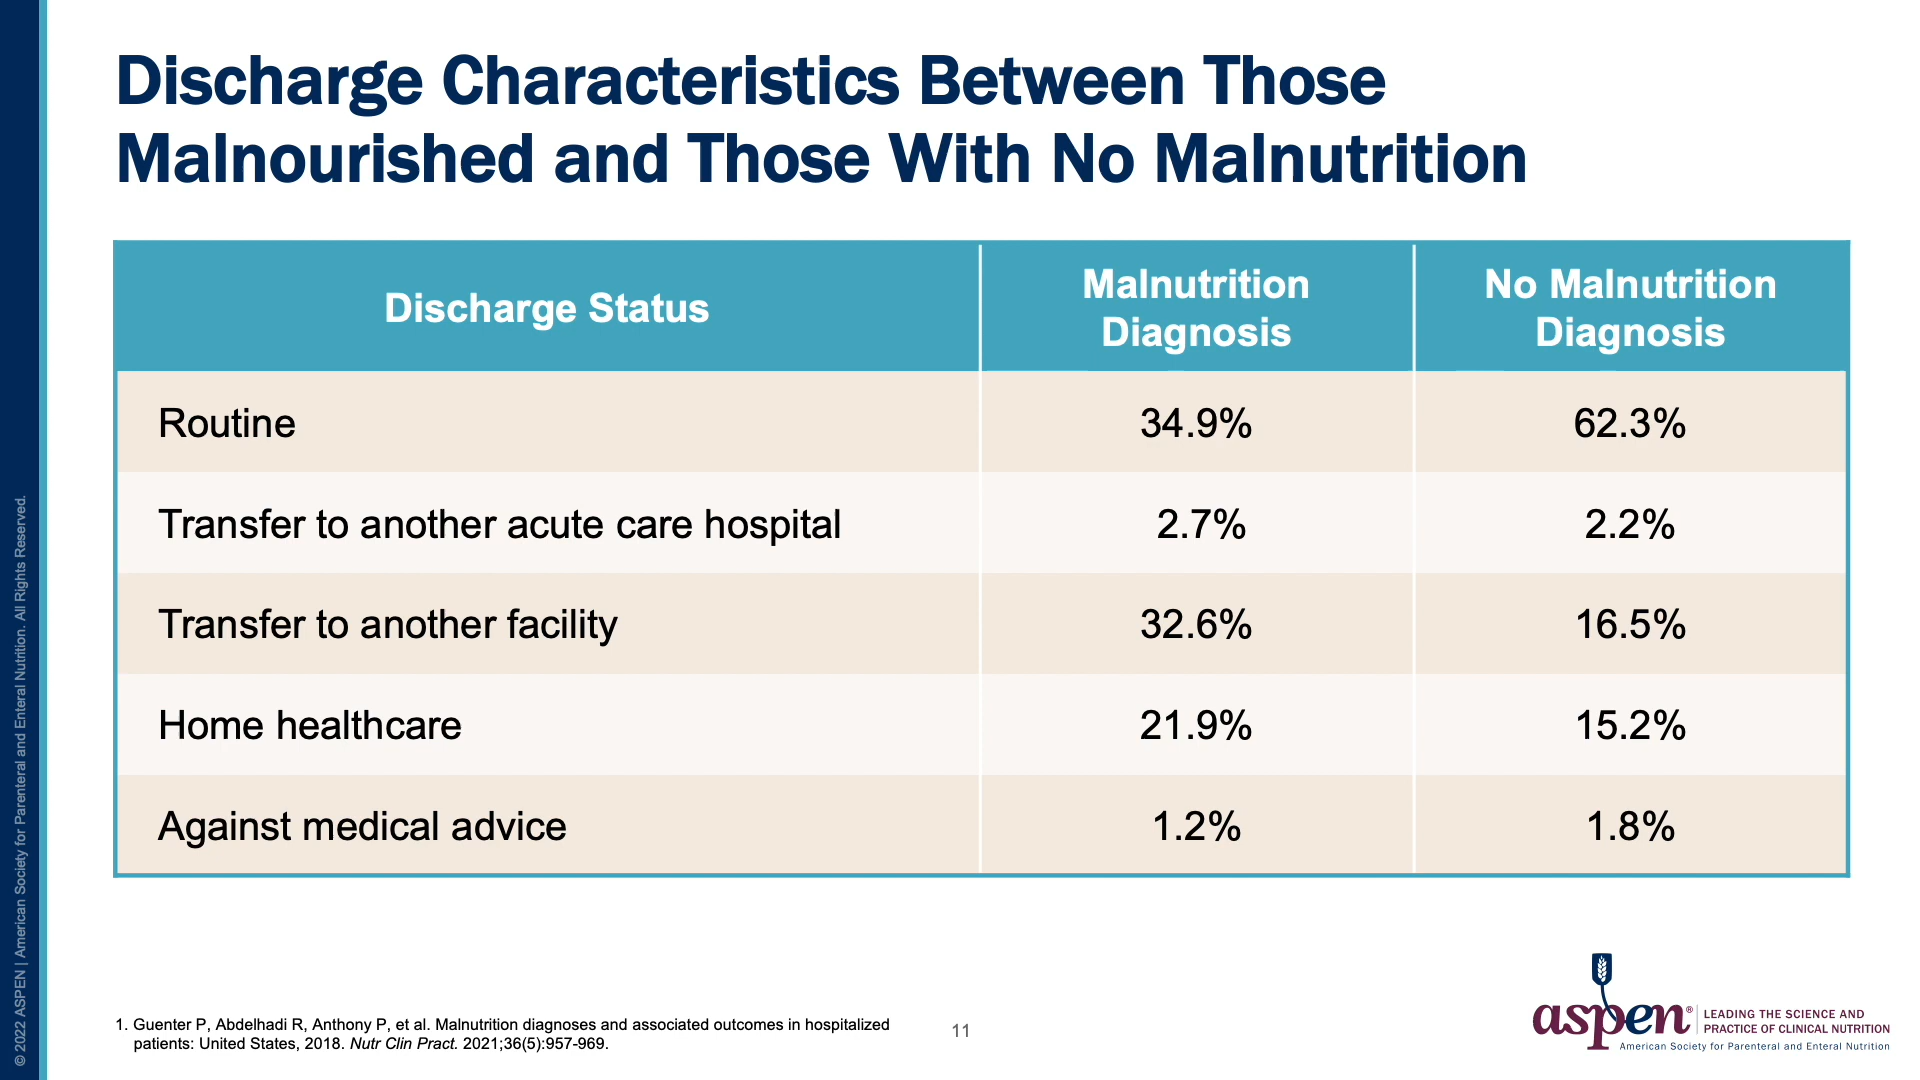 Discharge Characteristics Between Those
Malnourished and Those With No Malnutrition
Discharge Status
Malnutrition
Diagnosis
No Malnutrition
Diagnosis
Routine
34.9%
62.3%
Transfer to another acute care hospital
2.7%
2.2%
Transfer to another facility
32.6%
16.5%
Home healthcare
21.9%
15.2%
Against medical advice
1.2%
1.8%
1. Guenter P, Abdelhadi R, Anthony P, et al. Malnutrition diagnoses and associated outcomes in hospitalized
patients: United States, 2018. Nutr Clin Pract. 2021;36(5):957-969.
11
aspen®
LEADING THE SCIENCE AND
PRACTICE OF CLINICAL NUTRITION
American Society for Parenteral and Enteral Nutrition
© 2022 ASPEN | American Society for Parenteral and Enteral Nutrition. All Rights Reserved.